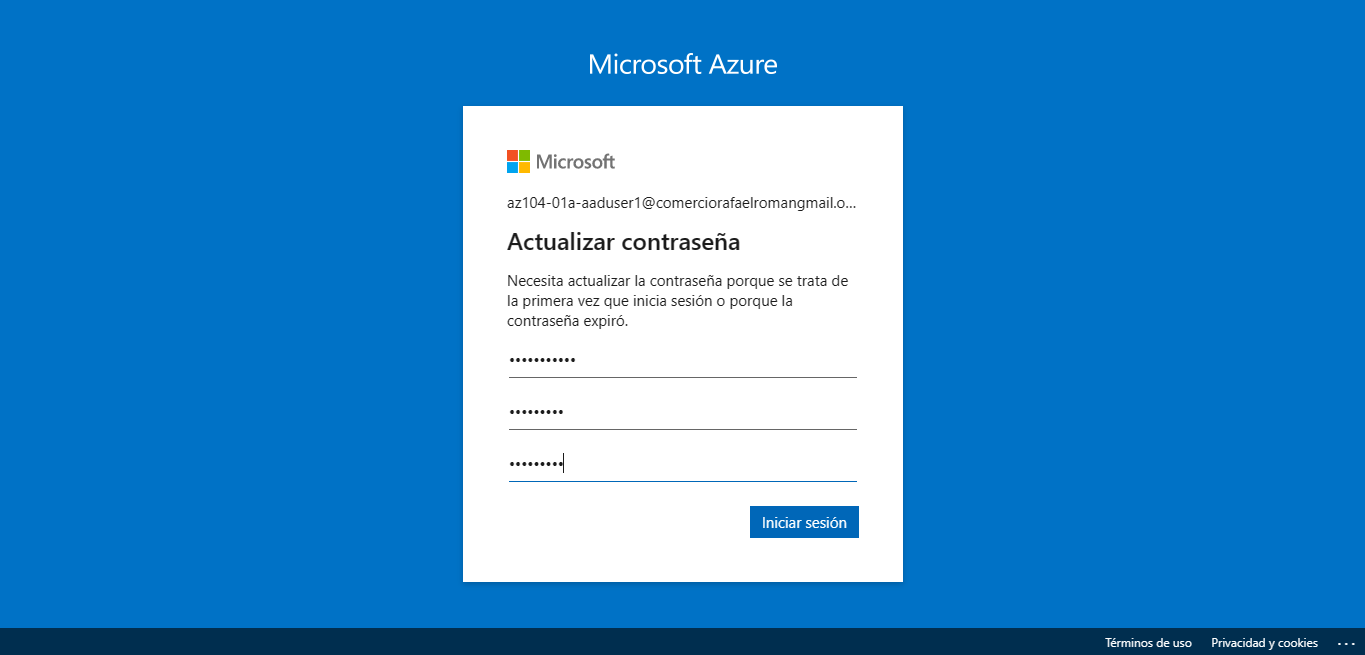 Microsoft Azure
Microsoft
az104-01a-aaduser1@comerciorafaelromangmail.o...
Actualizar contraseña
Necesita actualizar la contraseña porque se trata de
la primera vez que inicia sesión o porque la
contraseña expiró.
•••••••••••
•••••••••
•••••••••
Iniciar sesión
Términos de uso Privacidad y cookies ...